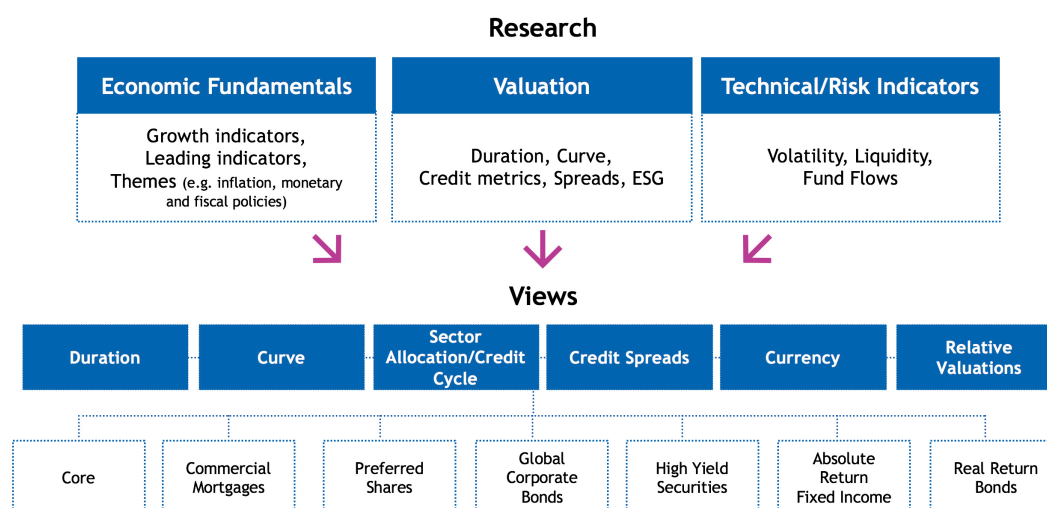 Research
Economic Fundamentals
Growth indicators,
Leading indicators,
Themes (e.g. inflation, monetary
and fiscal policies)
Valuation
Duration, Curve,
Credit metrics, Spreads, ESG
Technical/Risk Indicators
Volatility, Liquidity,
Fund Flows
Views
Duration
Curve
Sector
Allocation/Credit
Cycle
Credit Spreads
Currency
Relative
Valuations
Core
Commercial
Mortgages
Preferred
Shares
Global
Corporate
Bonds
High Yield
Securities
Absolute
Return
Fixed Income
Real Return
Bonds